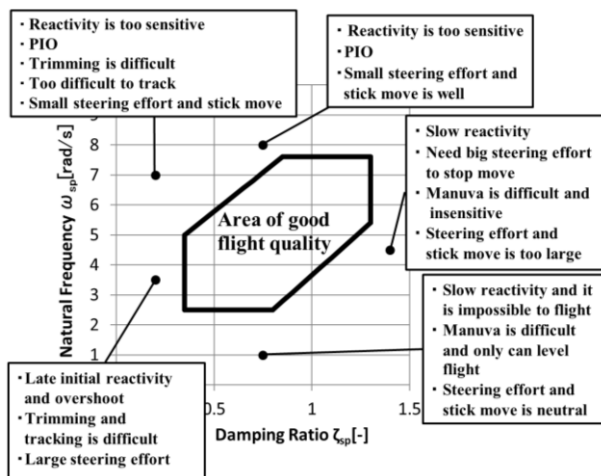 ・Reactivity is too sensitive
・PIO
・Trimming is difficult
・Too difficult to track
・Small steering effort and stick move
・Reactivity is too sensitive
・PIO
・Small steering effort and
stick move is well
・Slow reactivity
・Need big steering effort
to stop move
・Manuva is difficult and
insensitive
・Steering effort and
stick move is too large
・Slow reactivity and it
is impossible to flight
・Manuva is difficult
and only can level
flight
・Steering effort and
stick move is neutral
・Late initial reactivity
and overshoot
・Trimming and
tracking is difficult
・Large steering effort
Area of good
flight quality
Natural Frequency ω sp[rad/s]
8
7
6
5
4
3
2
1
0.5
1
1.5
Damping Ratio ζsp[-]